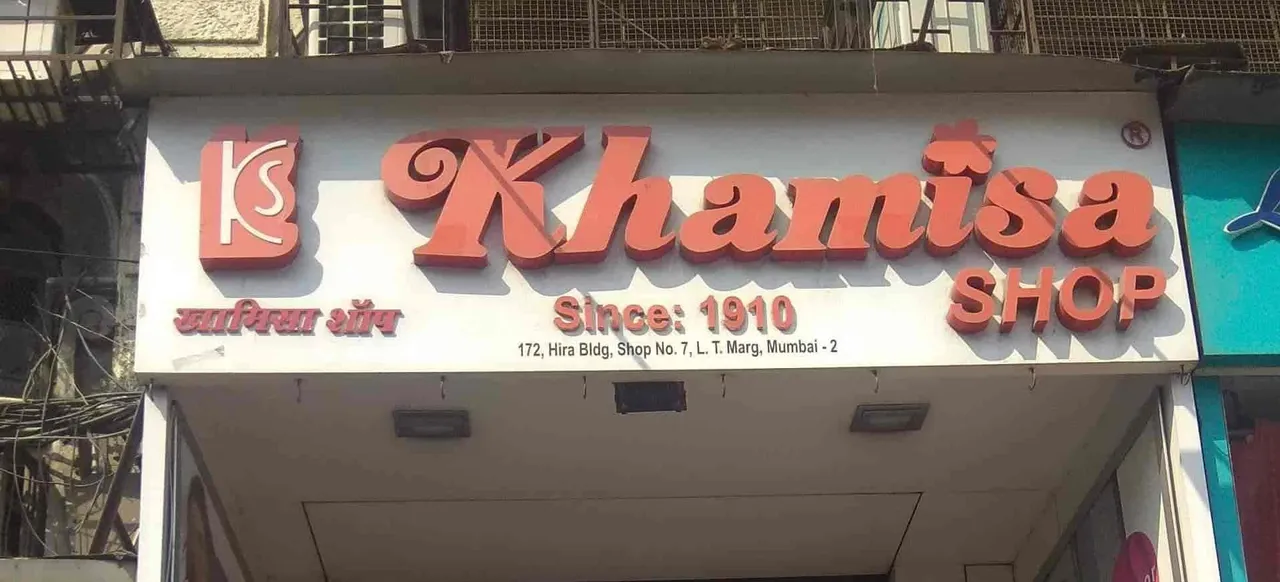 KS Khamisa ®
SHOP
खामिसा शॉप
Since: 1910
172, Hira Bldg, Shop No. 7, L. T. Marg, Mumbai - 2